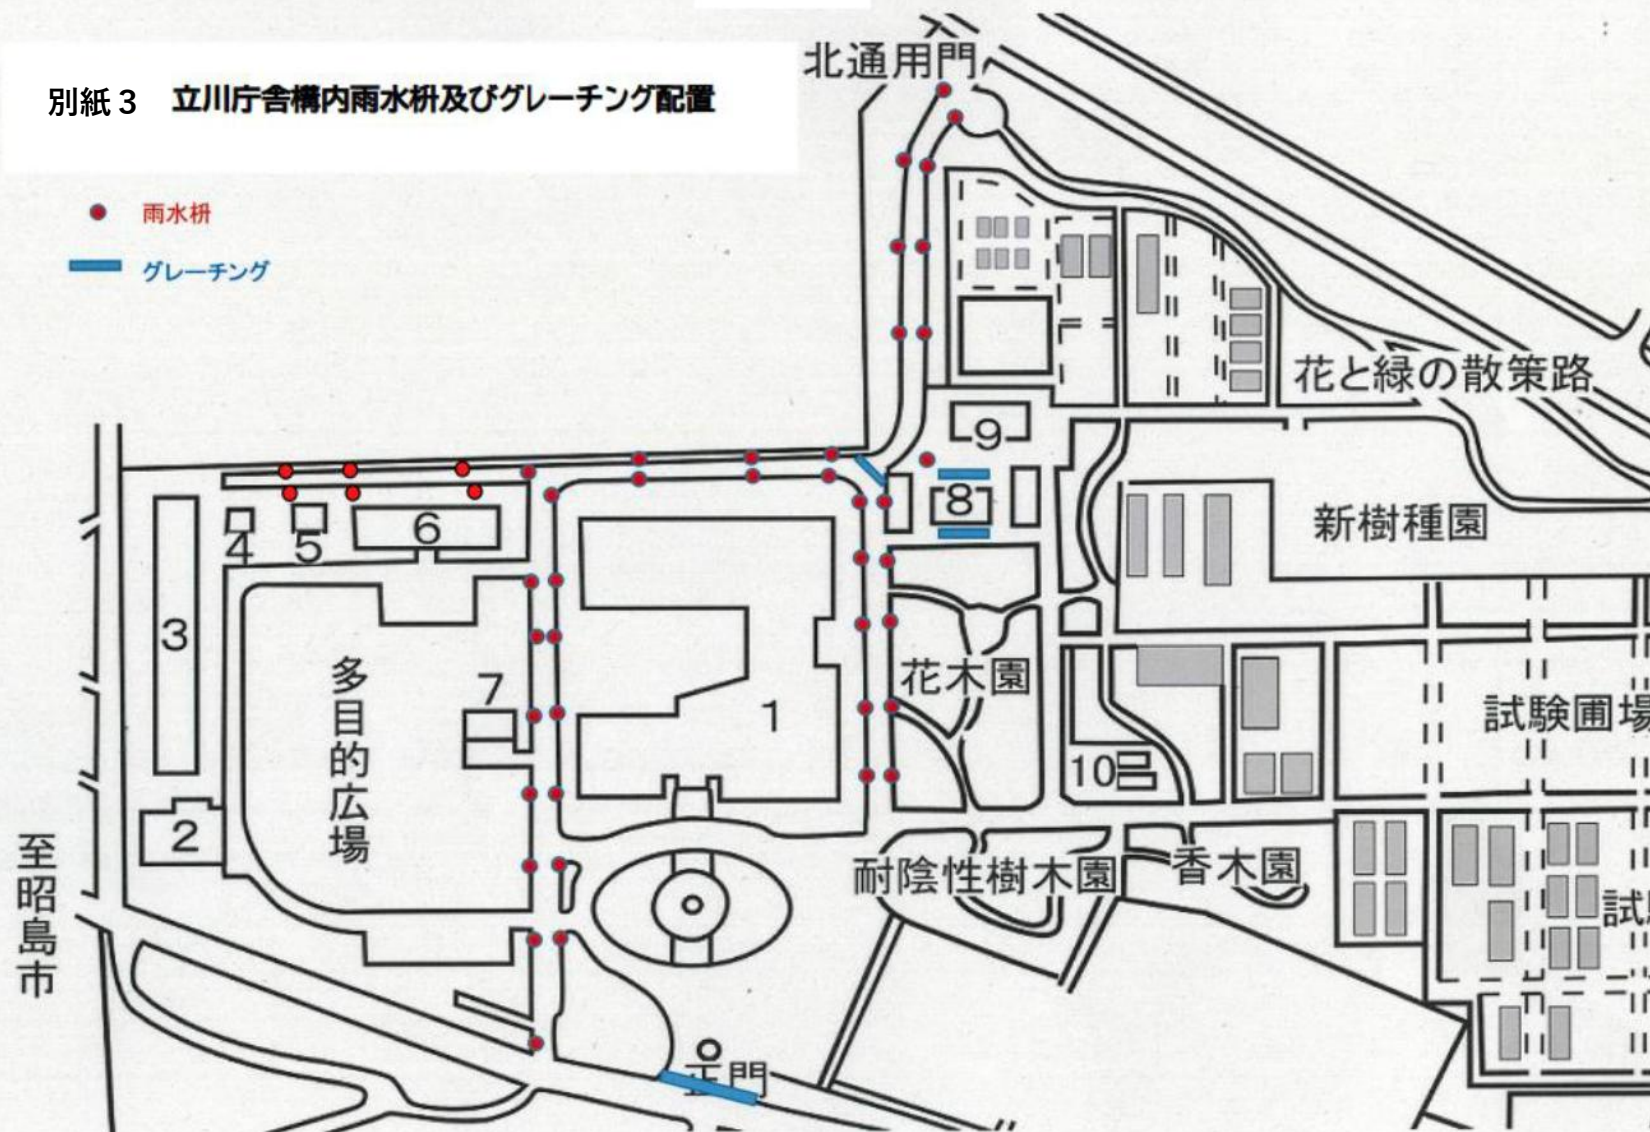 別紙3 立川庁舎構内雨水枡及びグレーチング配置
雨水枡
グレーチング
北通用門
花と緑の散策路
9
8
新樹種園
4
5
6
3
7
多目的広場
1
花木園
試験圃場
10
2
至昭島市
耐陰性樹木園
香木園
試
正門